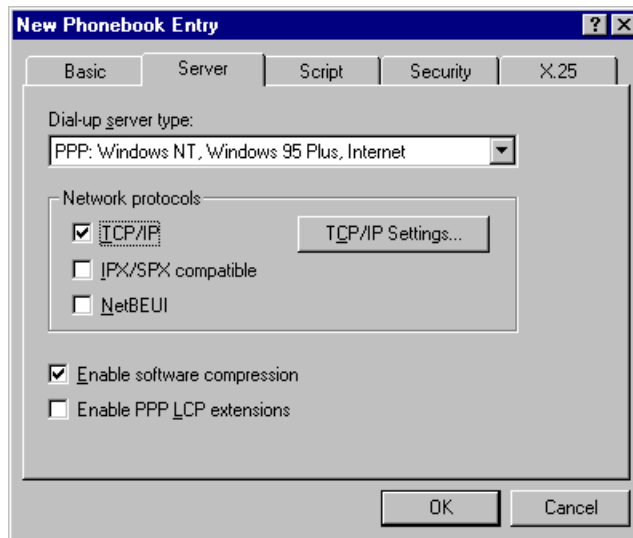 New Phonebook Entry
Basic Server Script Security X.25
Dial-up server type:
PPP: Windows NT, Windows 95 Plus, Internet
Network protocols
TCP/IP TCP/IP Settings...
IPX/SPX compatible
NetBEUI
Enable software compression
Enable PPP LCP extensions
OK Cancel